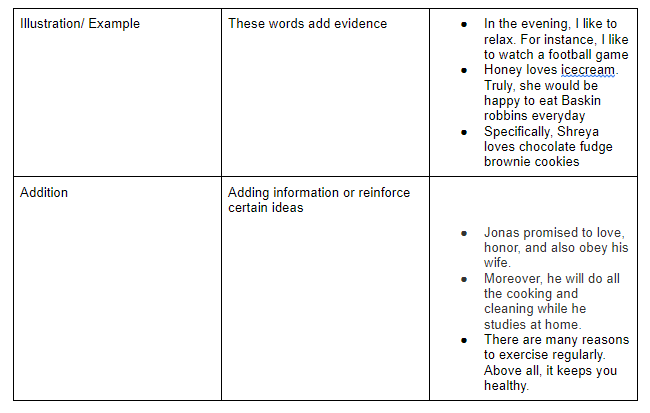 Illustration/ Example
These words add evidence
● In the evening, I like to
relax. For instance, I like
to watch a football game
● Honey loves icecream.
Truly, she would be
happy to eat Baskin
robbins everyday
● Specifically, Shreya
loves chocolate fudge
brownie cookies
Addition
Adding information or reinforce
certain ideas
● Jonas promised to love,
honor, and also obey his
wife.
● Moreover, he will do all
the cooking and
cleaning while he
studies at home.
● There are many reasons
to exercise regularly.
Above all, it keeps you
healthy.